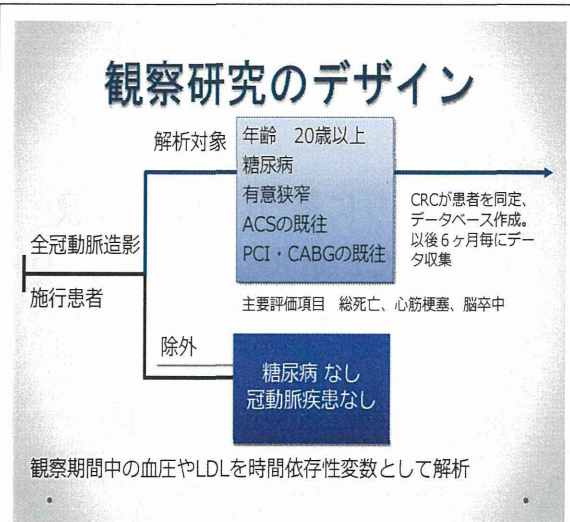 観察研究のデザイン
解析対象
年齢　20歳以上
糖尿病
有意狭窄
ACSの既往
PCI・CABGの既往
CRCが患者を同定、
データベース作成。
以後6ヶ月毎にデー
タ収集
全冠動脈造影
施行患者
主要評価項目　総死亡、心筋梗塞、脳卒中
除外
糖尿病 なし
冠動脈疾患なし
観察期間中の血圧やLDLを時間依存性変数として解析